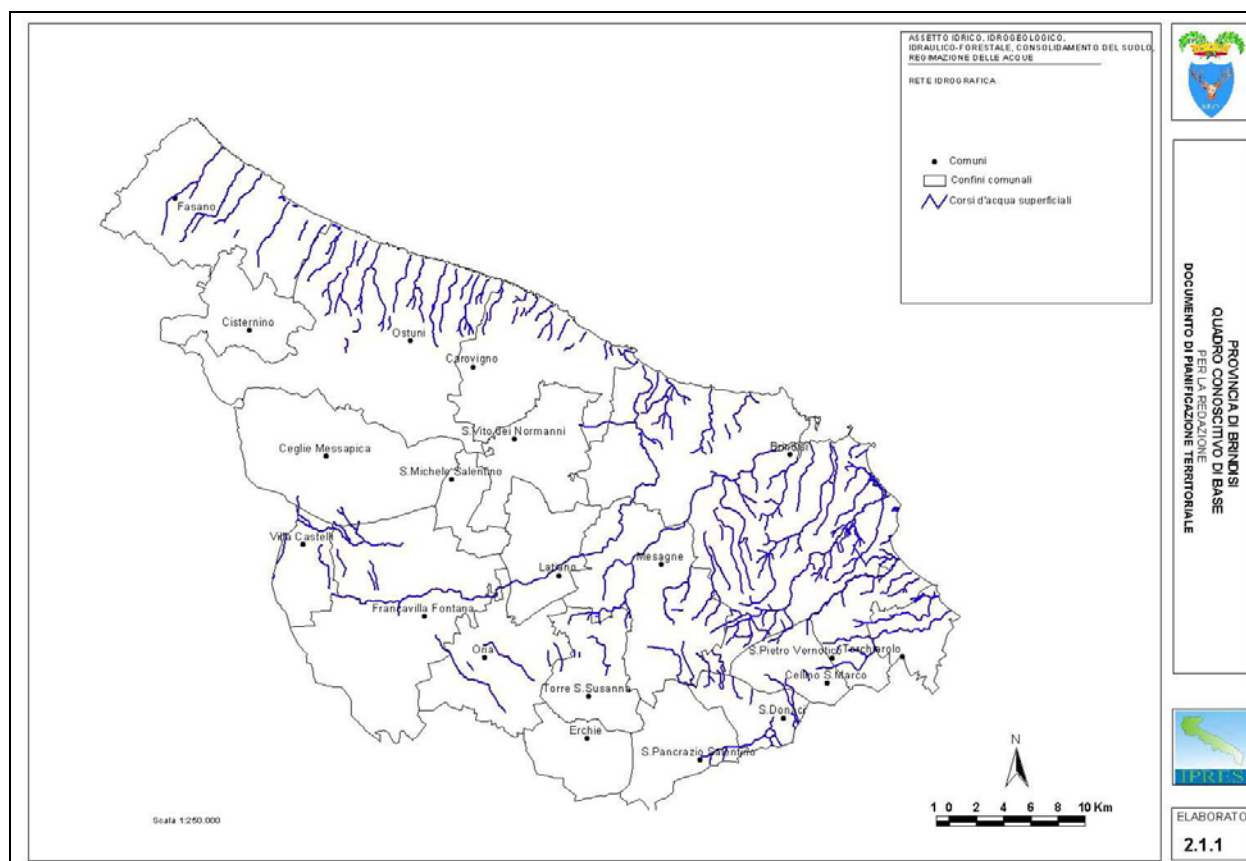 ASSETTO IDRICO, IDROGEOLOGICO,
IDRAULICO-FORESTALE, CONSOLIDAMENTO DEL SUOLO,
REGIMAZIONE DELLE ACQUE
RETE IDROGRAFICA
Comuni
Confini comunali
Corsi d'acqua superficiali
Fasano
Cisternino
Ostuni
Carovigno
S.Vito dei Normanni
Ceglie Messapica
S.Michele Salentino
Brindisi
Villa Castelli
Latiano
Mesagne
Francavilla Fontana
Oria
S.Pietro Vernotico
Torchiarolo
Cellino S.Marco
Torre S.Susanna
S.Donaci
Erchie
S.Pancrazio Salentino
N
1 0 2 4 6 8 10 Km
Scala 1:250.000
PROVINCIA DI BRINDISI
QUADRO CONOSCITIVO DI BASE
PER LA REDAZIONE
DOCUMENTO DI PIANIFICAZIONE TERRITORIALE
IPRES
ELABORATO
2.1.1